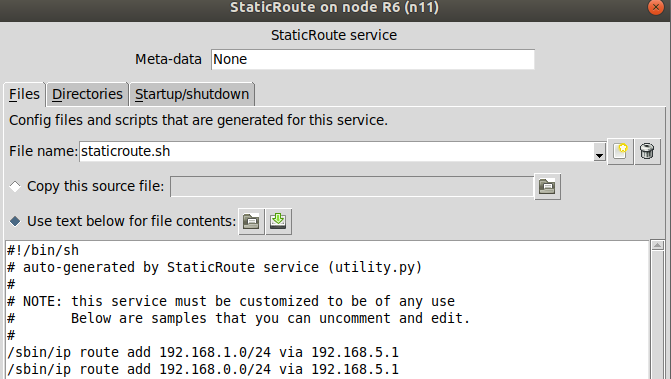 StaticRoute on node R6 (n11)
StaticRoute service
Meta-data None
Files Directories Startup/shutdown
Config files and scripts that are generated for this service.
File name: staticroute.sh
Copy this source file:
Use text below for file contents:
#!/bin/sh
# auto-generated by StaticRoute service (utility.py)
#
# NOTE: this service must be customized to be of any use
#       Below are samples that you can uncomment and edit.
#
/sbin/ip route add 192.168.1.0/24 via 192.168.5.1
/sbin/ip route add 192.168.0.0/24 via 192.168.5.1